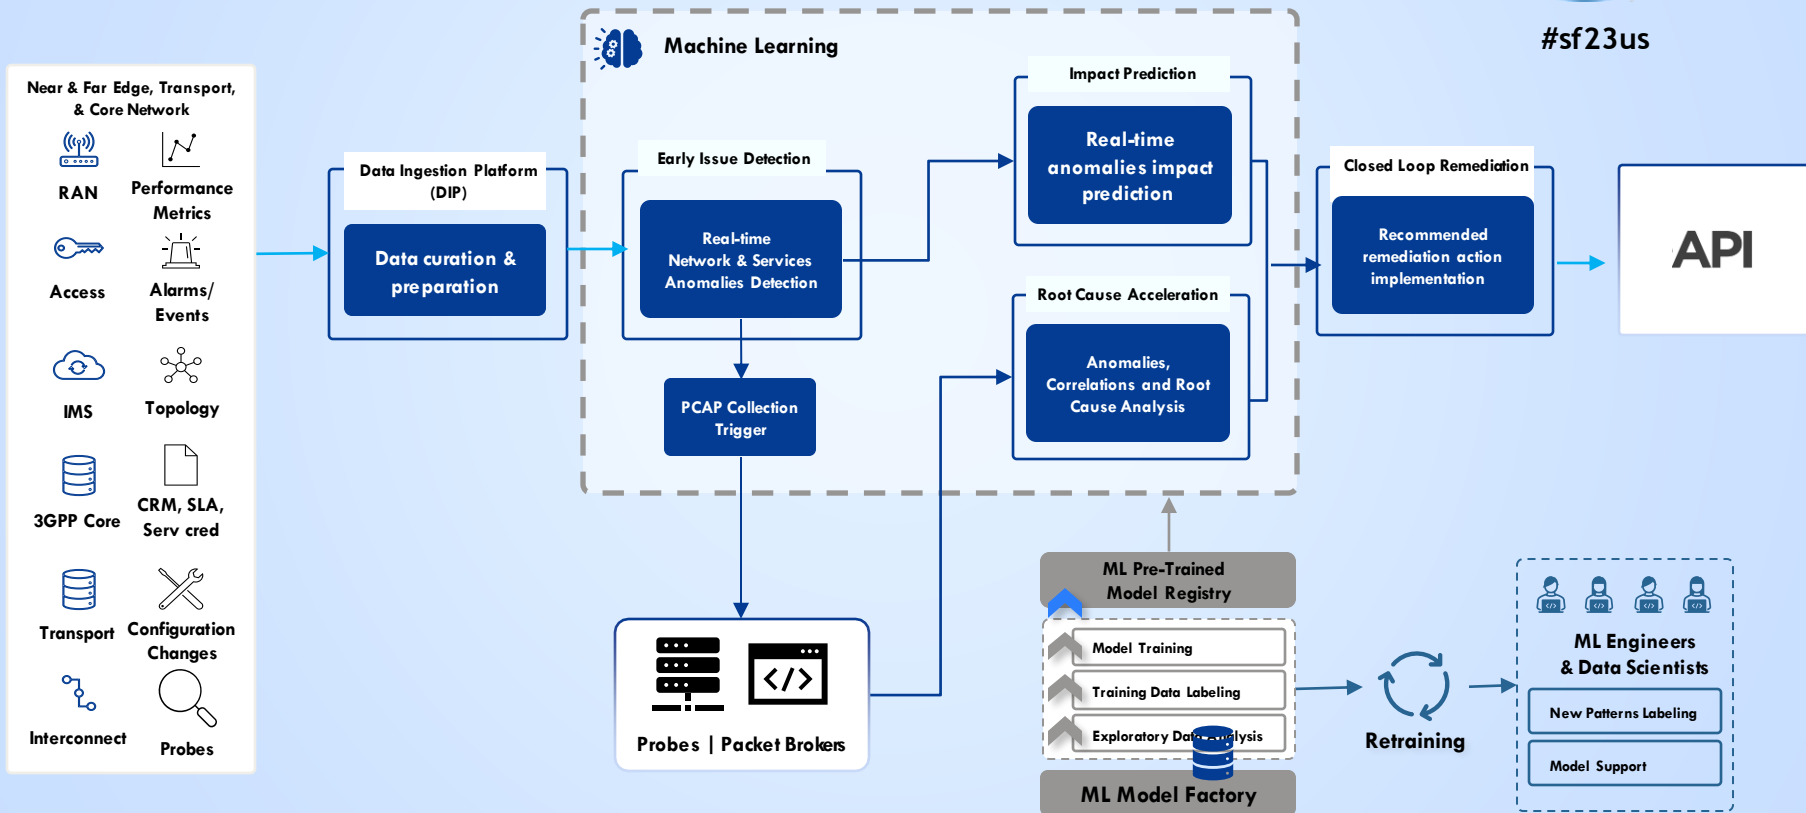 #sf23us
Machine Learning
Near & Far Edge, Transport,
& Core Network
RAN
Performance
Metrics
Access
Alarms/
Events
IMS
Topology
3GPP Core
CRM, SLA,
Serv cred
Transport
Configuration
Changes
Interconnect
Probes
Data Ingestion Platform
(DIP)
Data curation &
preparation
Early Issue Detection
Real-time
Network & Services
Anomalies Detection
PCAP Collection
Trigger
Probes | Packet Brokers
Impact Prediction
Real-time
anomalies impact
prediction
Root Cause Acceleration
Anomalies,
Correlations and Root
Cause Analysis
Closed Loop Remediation
Recommended
remediation action
implementation
API
ML Pre-Trained
Model Registry
Model Training
Training Data Labeling
Exploratory Data Analysis
ML Model Factory
Retraining
ML Engineers
& Data Scientists
New Patterns Labeling
Model Support